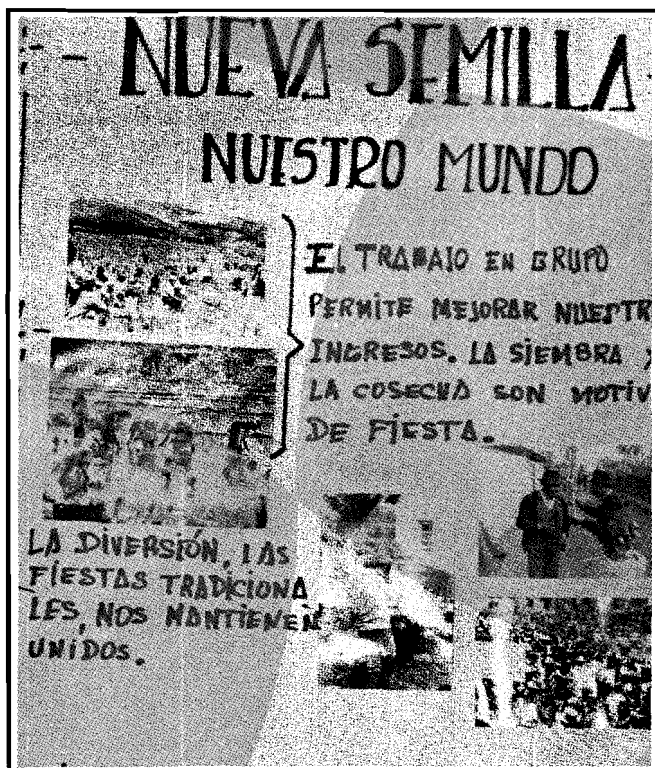 NUEVA SEMILLA
NUESTRO MUNDO
EL TRABAJO EN GRUPO
PERMITE MEJORAR NUESTR
INGRESOS. LA SIEMBRA Y
LA COSECHA SON MOTIV
DE FIESTA.
LA DIVERSIÓN, LAS
FIESTAS TRADICIONA
LES, NOS MANTIENEN
UNIDOS.